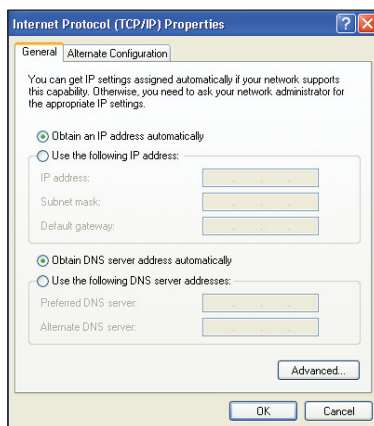 Internet Protocol (TCP/IP) Properties
General
Alternate Configuration
You can get IP settings assigned automatically if your network supports
this capability. Otherwise, you need to ask your network administrator for
the appropriate IP settings.
Obtain an IP address automatically
Use the following IP address:
IP address:
Subnet mask:
Default gateway:
Obtain DNS server address automatically
Use the following DNS server addresses:
Preferred DNS server:
Alternate DNS server:
Advanced...
OK
Cancel